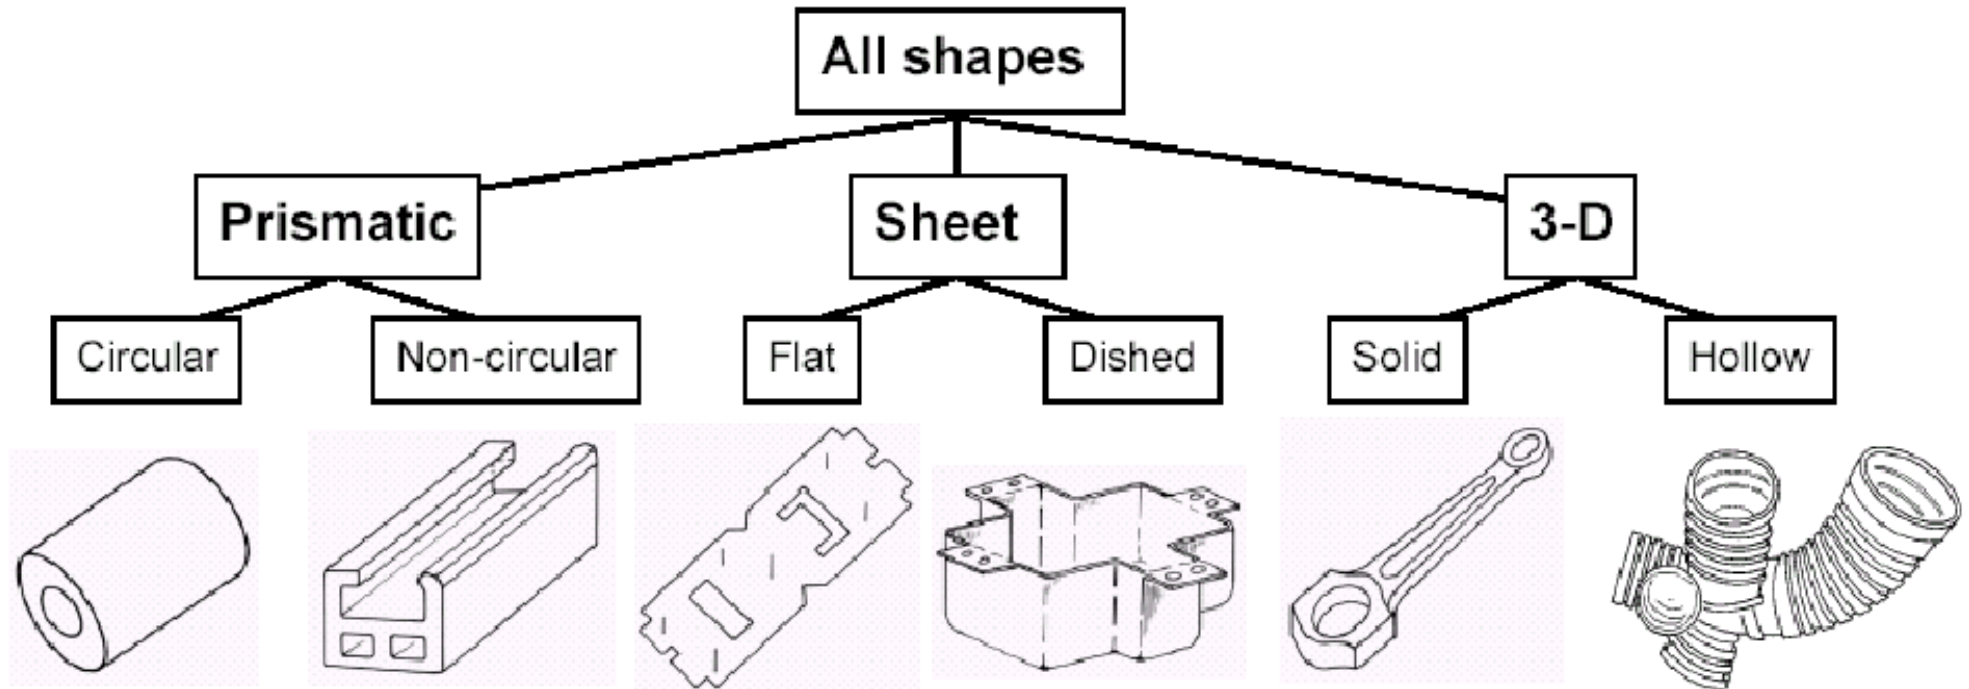 All shapes
Prismatic
Sheet
3-D
Circular
Non-circular
Flat
Dished
Solid
Hollow